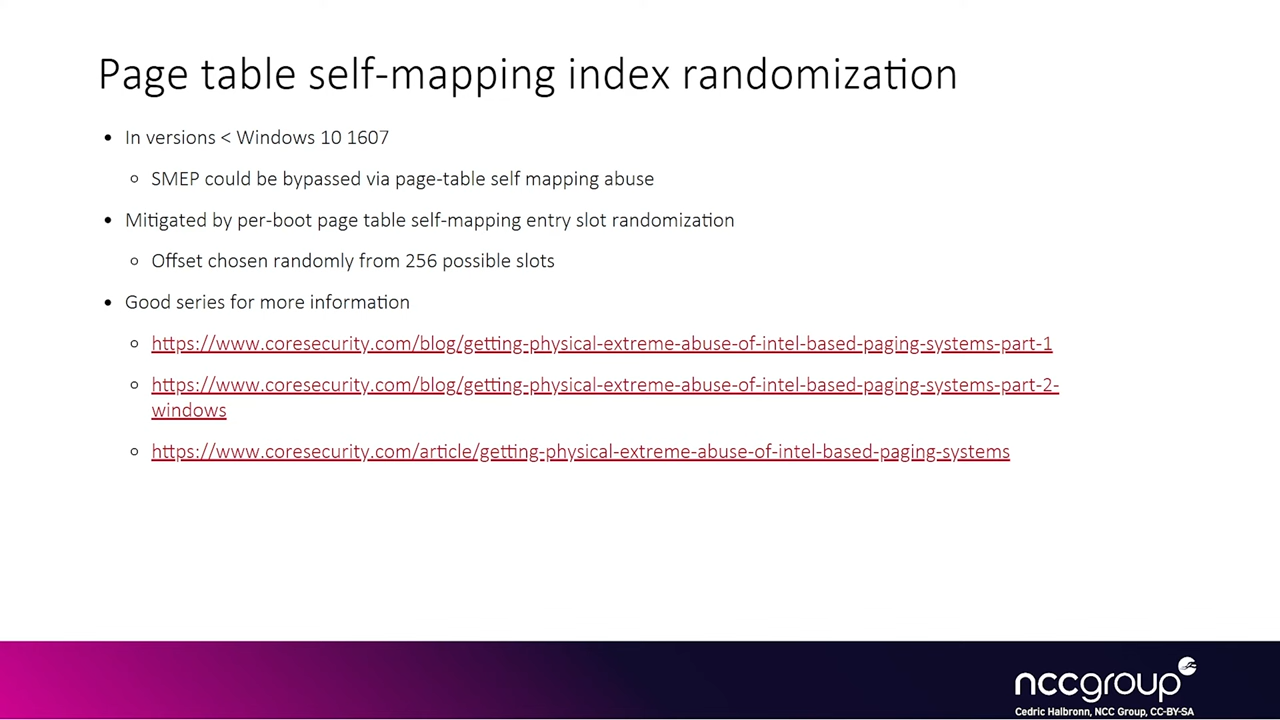 Page table self-mapping index randomization
• In versions < Windows 10 1607
o SMEP could be bypassed via page-table self mapping abuse
• Mitigated by per-boot page table self-mapping entry slot randomization
o Offset chosen randomly from 256 possible slots
• Good series for more information
o https://www.coresecurity.com/blog/getting-physical-extreme-abuse-of-intel-based-paging-systems-part-1
o https://www.coresecurity.com/blog/getting-physical-extreme-abuse-of-intel-based-paging-systems-part-2-
windows
o https://www.coresecurity.com/article/getting-physical-extreme-abuse-of-intel-based-paging-systems
nccgroup
Cedric Halbronn, NCC Group, CC-BY-SA